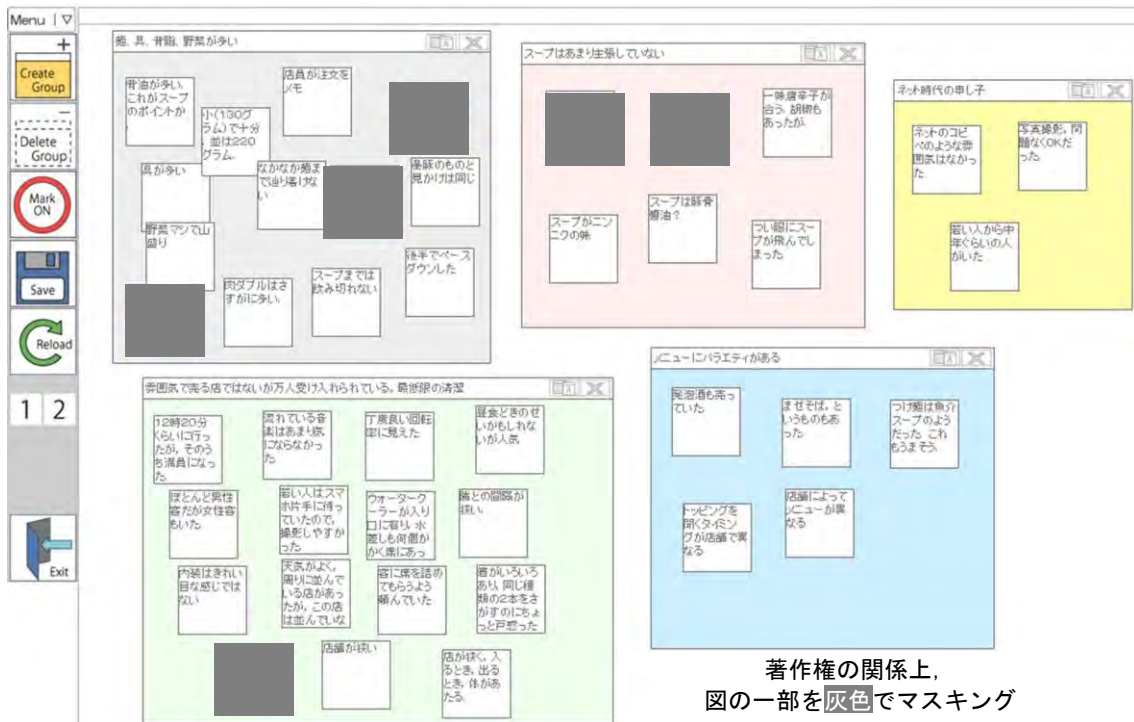 Menu
Create
Group
Delete
Group
Mark
ON
Save
Reload
1 2
Exit
麺、具、背脂、野菜が多い
背油が多い,
これがスープ
のポイントか
店員が注文を
メモ
小(130グ
ラム)で十分
,並は220
グラム.
具が多い
なかなか麺ま
で辿り着けな
い
見かけは同じ
野菜マシで山
盛り
後半でペース
ダウンした
肉ダブルはさ
すがに多い.
スープまでは
飲み切れない
スープはあまり主張していない
一味唐辛子が
合う, 胡椒も
あったが.
スープがニン
ニクの味
スープは豚骨
醤油?
つい眼にスー
プが飛んでし
まった
ネット時代の申し子
ネットのコピ
ペのような雰
囲気はなかっ
た
写真撮影, 問
題なくOKだ
った
若い人から中
年ぐらいの人
がいた
雰囲気で売る店ではないが万人受け入れられている。最低限の清潔
12時20分
くらいに行っ
たが, そのう
ち満員になっ
た
流れている音
楽はあまり気
にならなかっ
た
丁度良い回転
率に見えた
昼食どきのせ
いかもしれな
いが人気
ほとんど男性
客だが女性客
もいた
若い人はスマ
ホ片手に待っ
ていたので,
撮影しやすか
った
ウォーターク
ーラーが入り
口に有り, 水
差しも何個か
かく席にあっ
隣との間隔が
狭い
内装はきれい
目な感じでは
ない
天気がよく,
周りに並んで
いる店があっ
たが, この店
は並んでいな
客に席を詰め
てもらうよう
頼んでいた
箸がいろいろ
あり, 同じ種
類の2本をさ
がすのにちょ
っと戸惑った
店舗が狭い
店が狭く, 入
るとき, 出る
とき, 体があ
たる.
メニューにバラエティがある
発泡酒も売っ
ていた
まぜそば, と
いうものもあ
った
つけ麺は魚介
スープのよう
だった これ
もうまそう.
トッピングを
聞くタイミン
グが店舗で異
なる
店舗によって
メニューが異
なる
著作権の関係上,
図の一部を灰色でマスキング